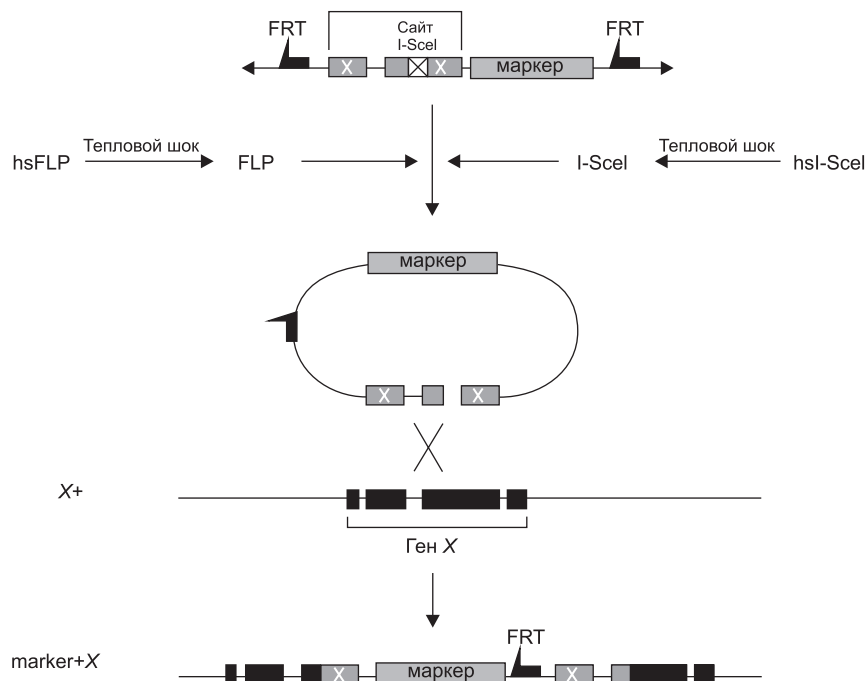 FRT
Сайт
I-SceI
FRT
X
X
маркер
hsFLP
Тепловой шок
FLP
I-SceI
Тепловой шок
hsI-SceI
маркер
X
X
X+
Ген X
FRT
marker+X
X
маркер
X